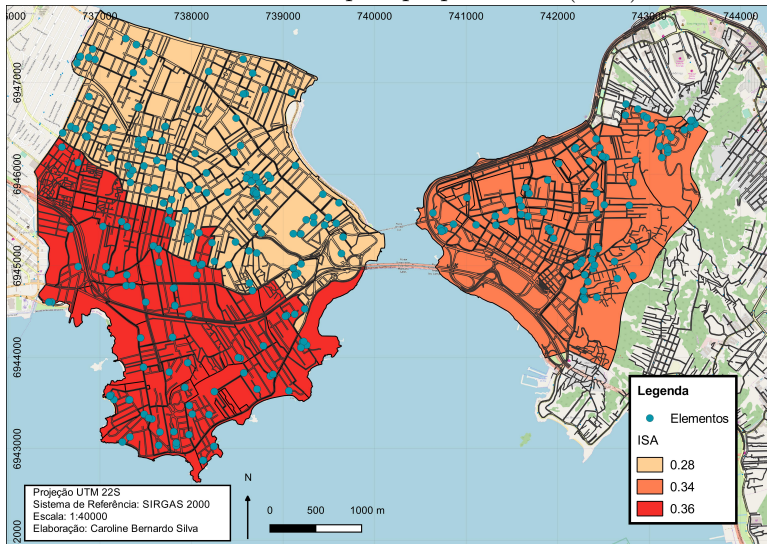 6000
737000
738000
739000
740000
741000
742000
743000
744000
6947000
6946000
6945000
6944000
6943000
2000
Legenda
Elementos
ISA
0.28
0.34
0.36
Projeção UTM 22S
Sistema de Referência: SIRGAS 2000
Escala: 1:40000
Elaboração: Caroline Bernardo Silva
N
0 500 1000 m